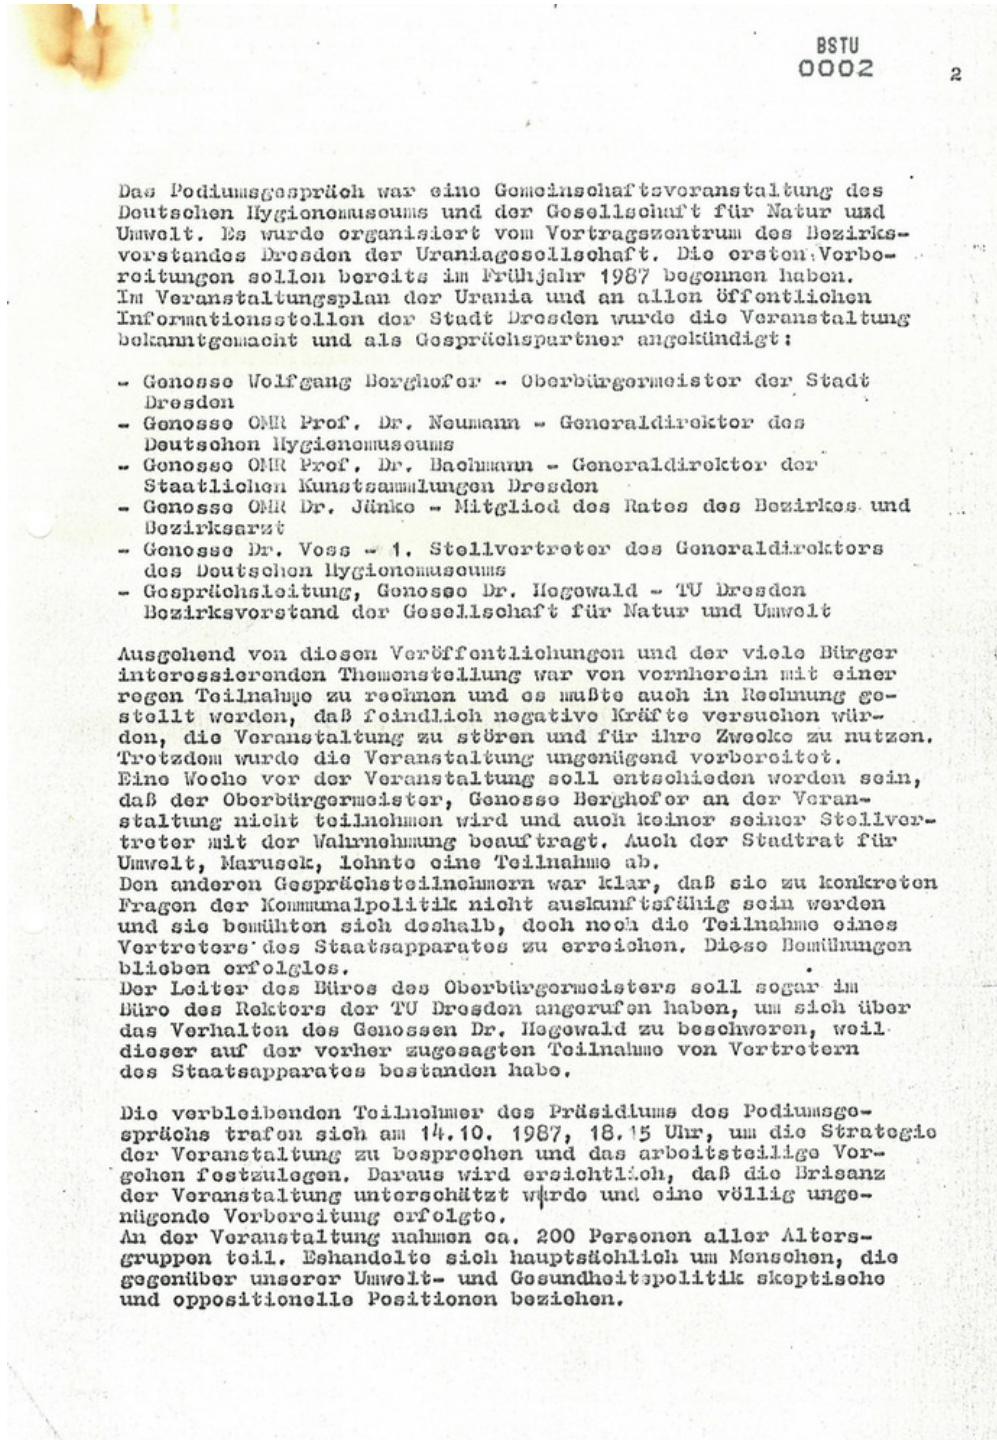 BSTU
0002
2
Das Podiumsgespräch war eine Gemeinschaftsveranstaltung des
Deutschen Hygienemuseums und der Gesellschaft für Natur und
Umwelt. Es wurde organisiert vom Vortragszentrum des Bezirks-
vorstandes Dresden der Uraniagesellschaft. Die ersten Vorbe-
reitungen sollen bereits im Frühjahr 1987 begonnen haben.
Im Veranstaltungsplan der Urania und an allen öffentlichen
Informationsstellen der Stadt Dresden wurde die Veranstaltung
bekanntgemacht und als Gesprächspartner angekündigt:
- Genosse Wolfgang Berghofer - Oberbürgermeister der Stadt
Dresden
- Genosse OMR Prof. Dr. Neumann - Generaldirektor des
Deutschen Hygienemuseums
- Genosse OMR Prof. Dr. Bachmann - Generaldirektor der
Staatlichen Kunstsammlungen Dresden
- Genosse OMR Dr. Jänke - Mitglied des Rates des Bezirkes und
Bezirksarzt
- Genosse Dr. Voss - 1. Stellvertreter des Generaldirektors
des Deutschen Hygienemuseums
- Gesprächsleitung, Genosse Dr. Hegewald - TU Dresden
Bezirksvorstand der Gesellschaft für Natur und Umwelt
Ausgehend von diesen Veröffentlichungen und der viele Bürger
interessierenden Themenstellung war von vornherein mit einer
regen Teilnahme zu rechnen und es mußte auch in Rechnung ge-
stellt werden, daß feindlich negative Kräfte versuchen wür-
den, die Veranstaltung zu stören und für ihre Zwecke zu nutzen.
Trotzdem wurde die Veranstaltung ungenügend vorbereitet.
Eine Woche vor der Veranstaltung soll entschieden worden sein,
daß der Oberbürgermeister, Genosse Berghofer an der Veran-
staltung nicht teilnehmen wird und auch keiner seiner Stellver-
treter mit der Wahrnehmung beauftragt. Auch der Stadtrat für
Umwelt, Marusek, lehnte eine Teilnahme ab.
Den anderen Gesprächsteilnehmern war klar, daß sie zu konkreten
Fragen der Kommunalpolitik nicht auskunftsfähig sein werden
und sie bemühten sich deshalb, doch noch die Teilnahme eines
Vertreters des Staatsapparates zu erreichen. Diese Bemühungen
blieben erfolglos.
Der Leiter des Büros des Oberbürgermeisters soll sogar im
Büro des Rektors der TU Dresden angerufen haben, um sich über
das Verhalten des Genossen Dr. Hegewald zu beschweren, weil
dieser auf der vorher zugesagten Teilnahme von Vertretern
des Staatsapparates bestanden habe.
Die verbleibenden Teilnehmer des Präsidiums des Podiumsge-
sprächs trafen sich am 14.10. 1987, 18.15 Uhr, um die Strategie
der Veranstaltung zu besprechen und das arbeitsteilige Vor-
gehen festzulegen. Daraus wird ersichtlich, daß die Brisanz
der Veranstaltung unterschätzt wurde und eine völlig unge-
nügende Vorbereitung erfolgte.
An der Veranstaltung nahmen ca. 200 Personen aller Alters-
gruppen teil. Eshandelte sich hauptsächlich um Menschen, die
gegenüber unserer Umwelt- und Gesundheitspolitik skeptische
und oppositionelle Positionen beziehen.